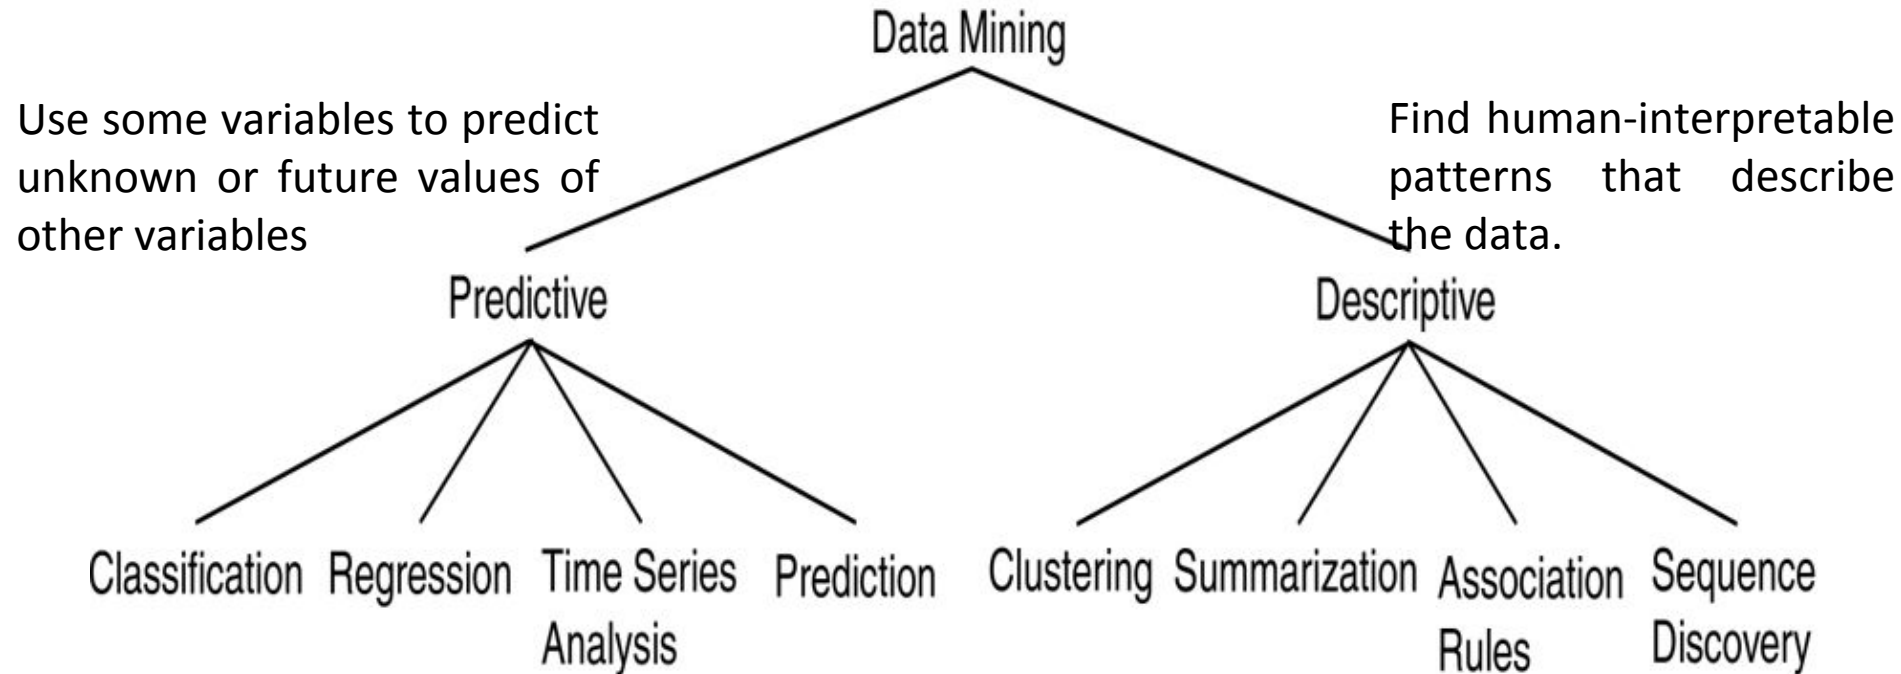 Data Mining
Use some variables to predict
unknown or future values of
other variables
Find human-interpretable
patterns that describe
the data.
Predictive
Descriptive
Classification
Regression
Time Series
Analysis
Prediction
Clustering
Summarization
Association
Rules
Sequence
Discovery